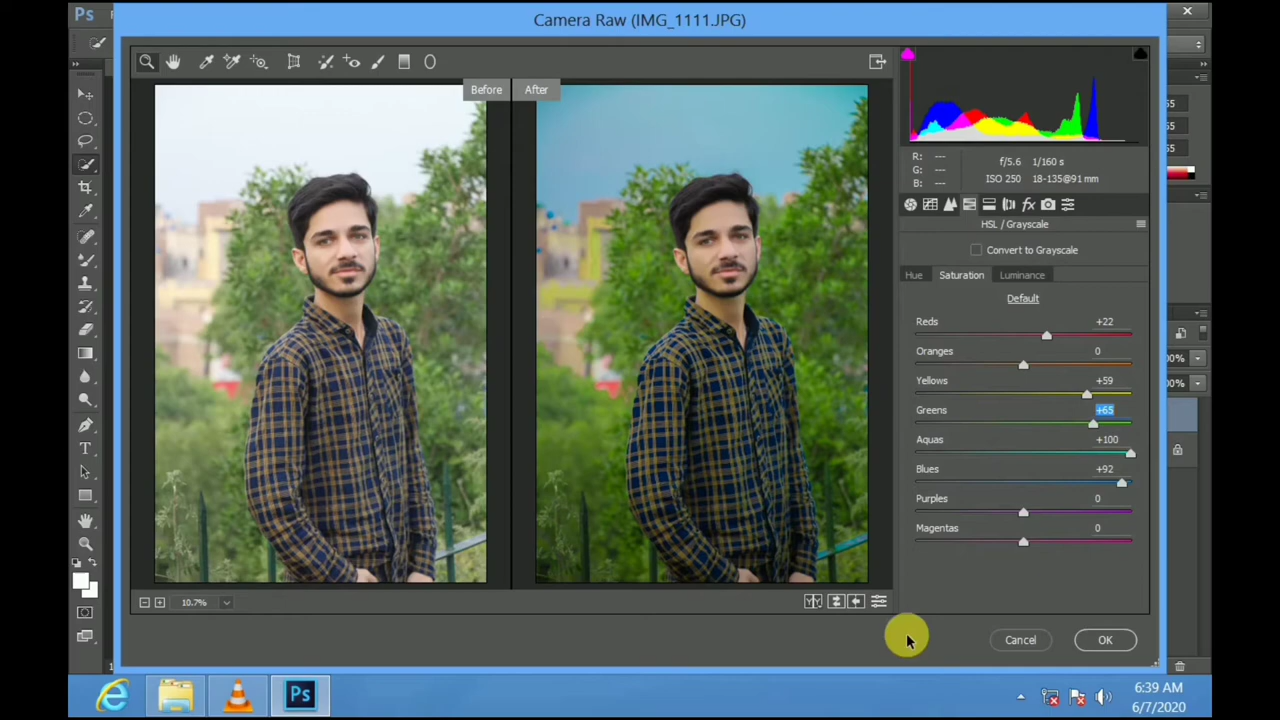 Ps
Camera Raw (IMG_1111.JPG)
Before
After
R: ---
G: ---
B: ---
f/5.6 1/160 s
ISO 250 18-135@91 mm
HSL / Grayscale
Convert to Grayscale
Hue Saturation Luminance
Default
Reds +22
Oranges 0
Yellows +59
Greens +65
Aquas +100
Blues +92
Purples 0
Magentas 0
10.7%
Cancel
OK
Ps
6:39 AM
6/7/2020